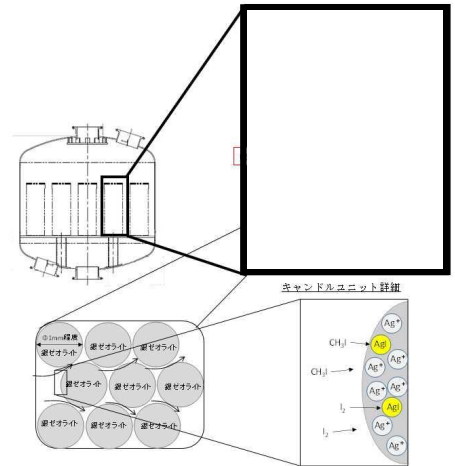 キャンドルユニット詳細
Φ1mm程度
銀ゼオライト 銀ゼオライト 銀ゼオライト
銀ゼオライト 銀ゼオライト 銀ゼオライト
銀ゼオライト 銀ゼオライト 銀ゼオライト
Ag⁺
CH₃I AgI
Ag⁺
CH₃I Ag⁺ Ag⁺
I₂ AgI
I₂ Ag⁺
Ag⁺